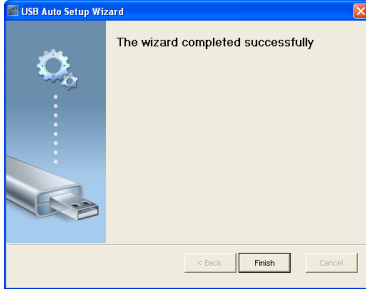 USB Auto Setup Wizard
The wizard completed successfully
< Back
Finish
Cancel